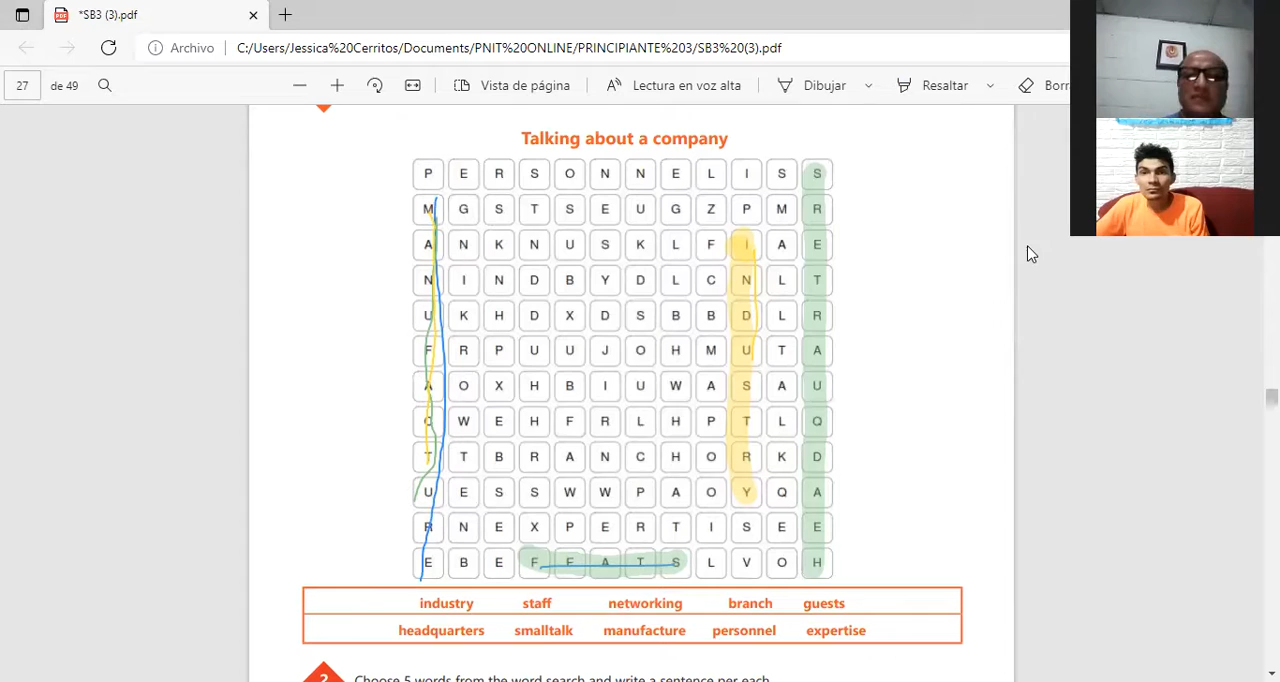 *SB3 (3).pdf
Archivo C:/Users/Jessica%20Cerritos/Documents/PNIT%20ONLINE/PRINCIPIANTE%203/SB3%20(3).pdf
27 de 49 Vista de página Lectura en voz alta Dibujar Resaltar Borra
Talking about a company
P E R S O N N E L I S S
M G S T S E U G Z P M R
A N K N U S K L F I A E
N I N D B Y D L C N L T
U K H D X D S B B D L R
F R P U U J O H M U T A
A O X H B I U W A S A U
C W E H F R L H P T L Q
T T B R A N C H O R K D
U E S S W W P A O Y Q A
R N E X P E R T I S E E
E B E F F A T S L V O H
industry staff networking branch guests
headquarters smalltalk manufacture personnel expertise
2 Choose 5 words from the word search and write a sentence per each